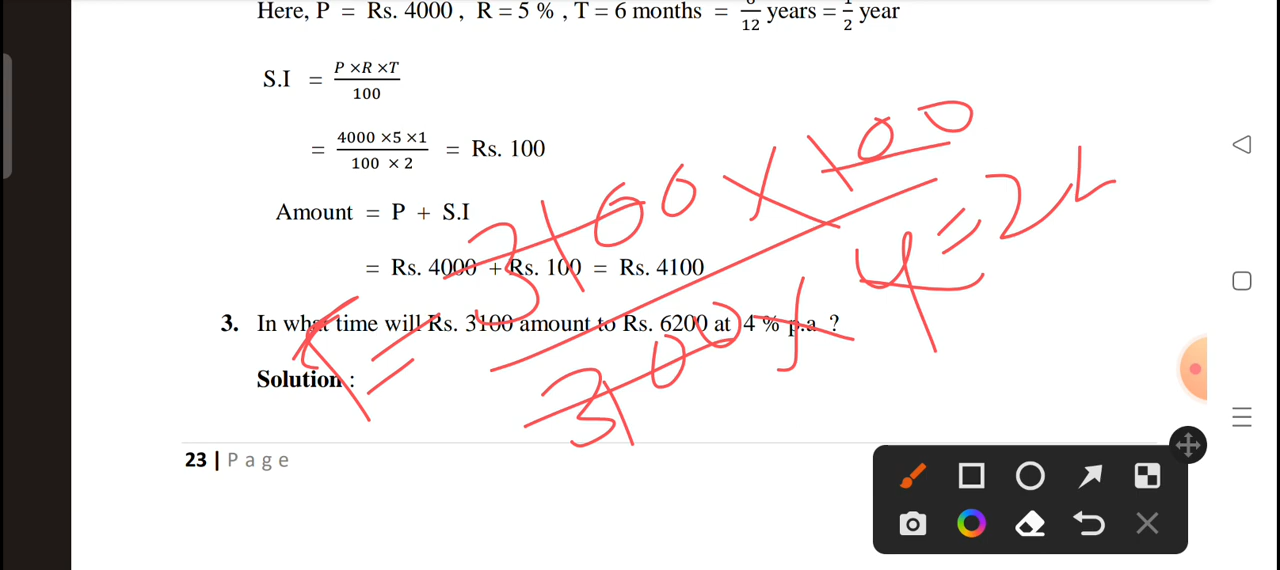 Here, P = Rs. 4000 , R = 5 % , T = 6 months = 6/12 years = 1/2 year
S.I = P ×R ×T / 100
= 4000 ×5 ×1 / 100 × 2 = Rs. 100
Amount = P + S.I
= Rs. 4000 + Rs. 100 = Rs. 4100
3. In what time will Rs. 3100 amount to Rs. 6200 at 4 % p.a. ?
Solution :
23 | Page
= 3100 × 100 / 3100 × 4 =